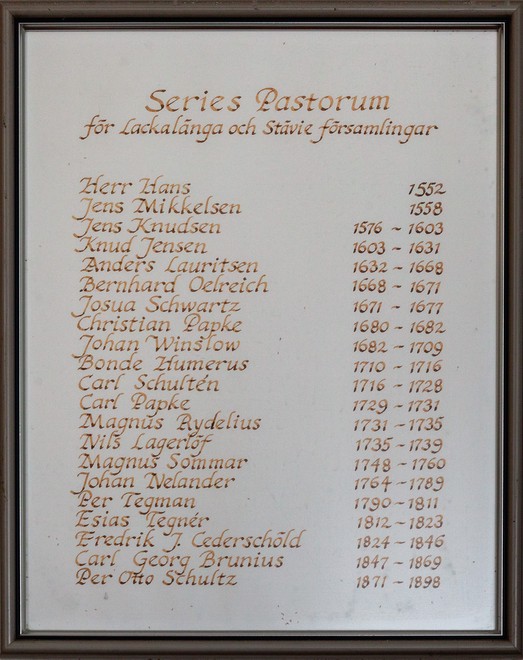 Series Pastorum
för Lackalänga och Stävie församlingar
Herr Hans 1552
Jens Mikkelsen 1558
Jens Knudsen 1576 - 1603
Knud Jensen 1603 - 1631
Anders Lauritsen 1632 - 1668
Bernhard Oelreich 1668 - 1671
Josua Schwartz 1671 - 1677
Christian Papke 1680 - 1682
Johan Winslow 1682 - 1709
Bonde Humerus 1710 - 1716
Carl Schultén 1716 - 1728
Carl Papke 1729 - 1731
Magnus Rydelius 1731 - 1735
Nils Lagerlöf 1735 - 1739
Magnus Sommar 1748 - 1760
Johan Nelander 1764 - 1789
Per Tegman 1790 - 1811
Esias Tegnér 1812 - 1823
Fredrik J. Cederschöld 1824 - 1846
Carl Georg Brunius 1847 - 1869
Per Otto Schultz 1871 - 1898